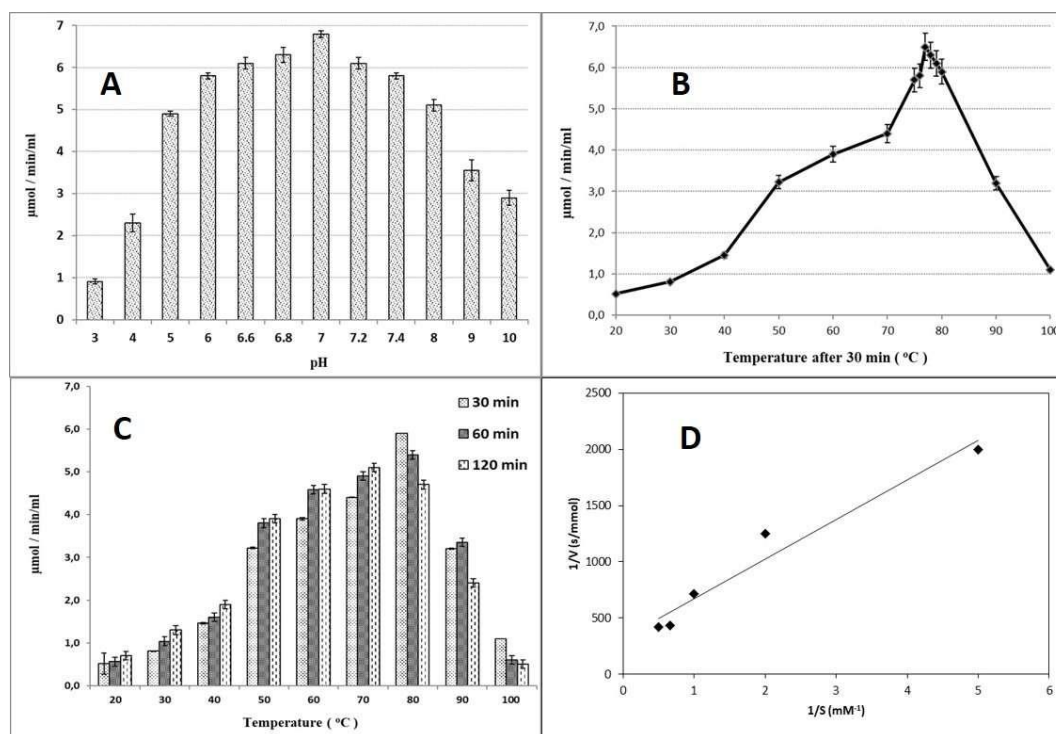 A
7
6
5
4
3
2
1
0
µmol / min/ml
3 4 5 6 6.6 6.8 7 7.2 7.4 8 9 10
pH
B
7,0
6,0
5,0
4,0
3,0
2,0
1,0
0,0
µmol / min/ml
20 30 40 50 60 70 80 90 100
Temperature after 30 min ( °C )
C
7,0
6,0
5,0
4,0
3,0
2,0
1,0
0,0
µmol / min/ml
30 min
60 min
120 min
20 30 40 50 60 70 80 90 100
Temperature ( °C )
D
2500
2000
1500
1000
500
0
1/V (s/mmol)
0 1 2 3 4 5 6
1/S (mM⁻¹)